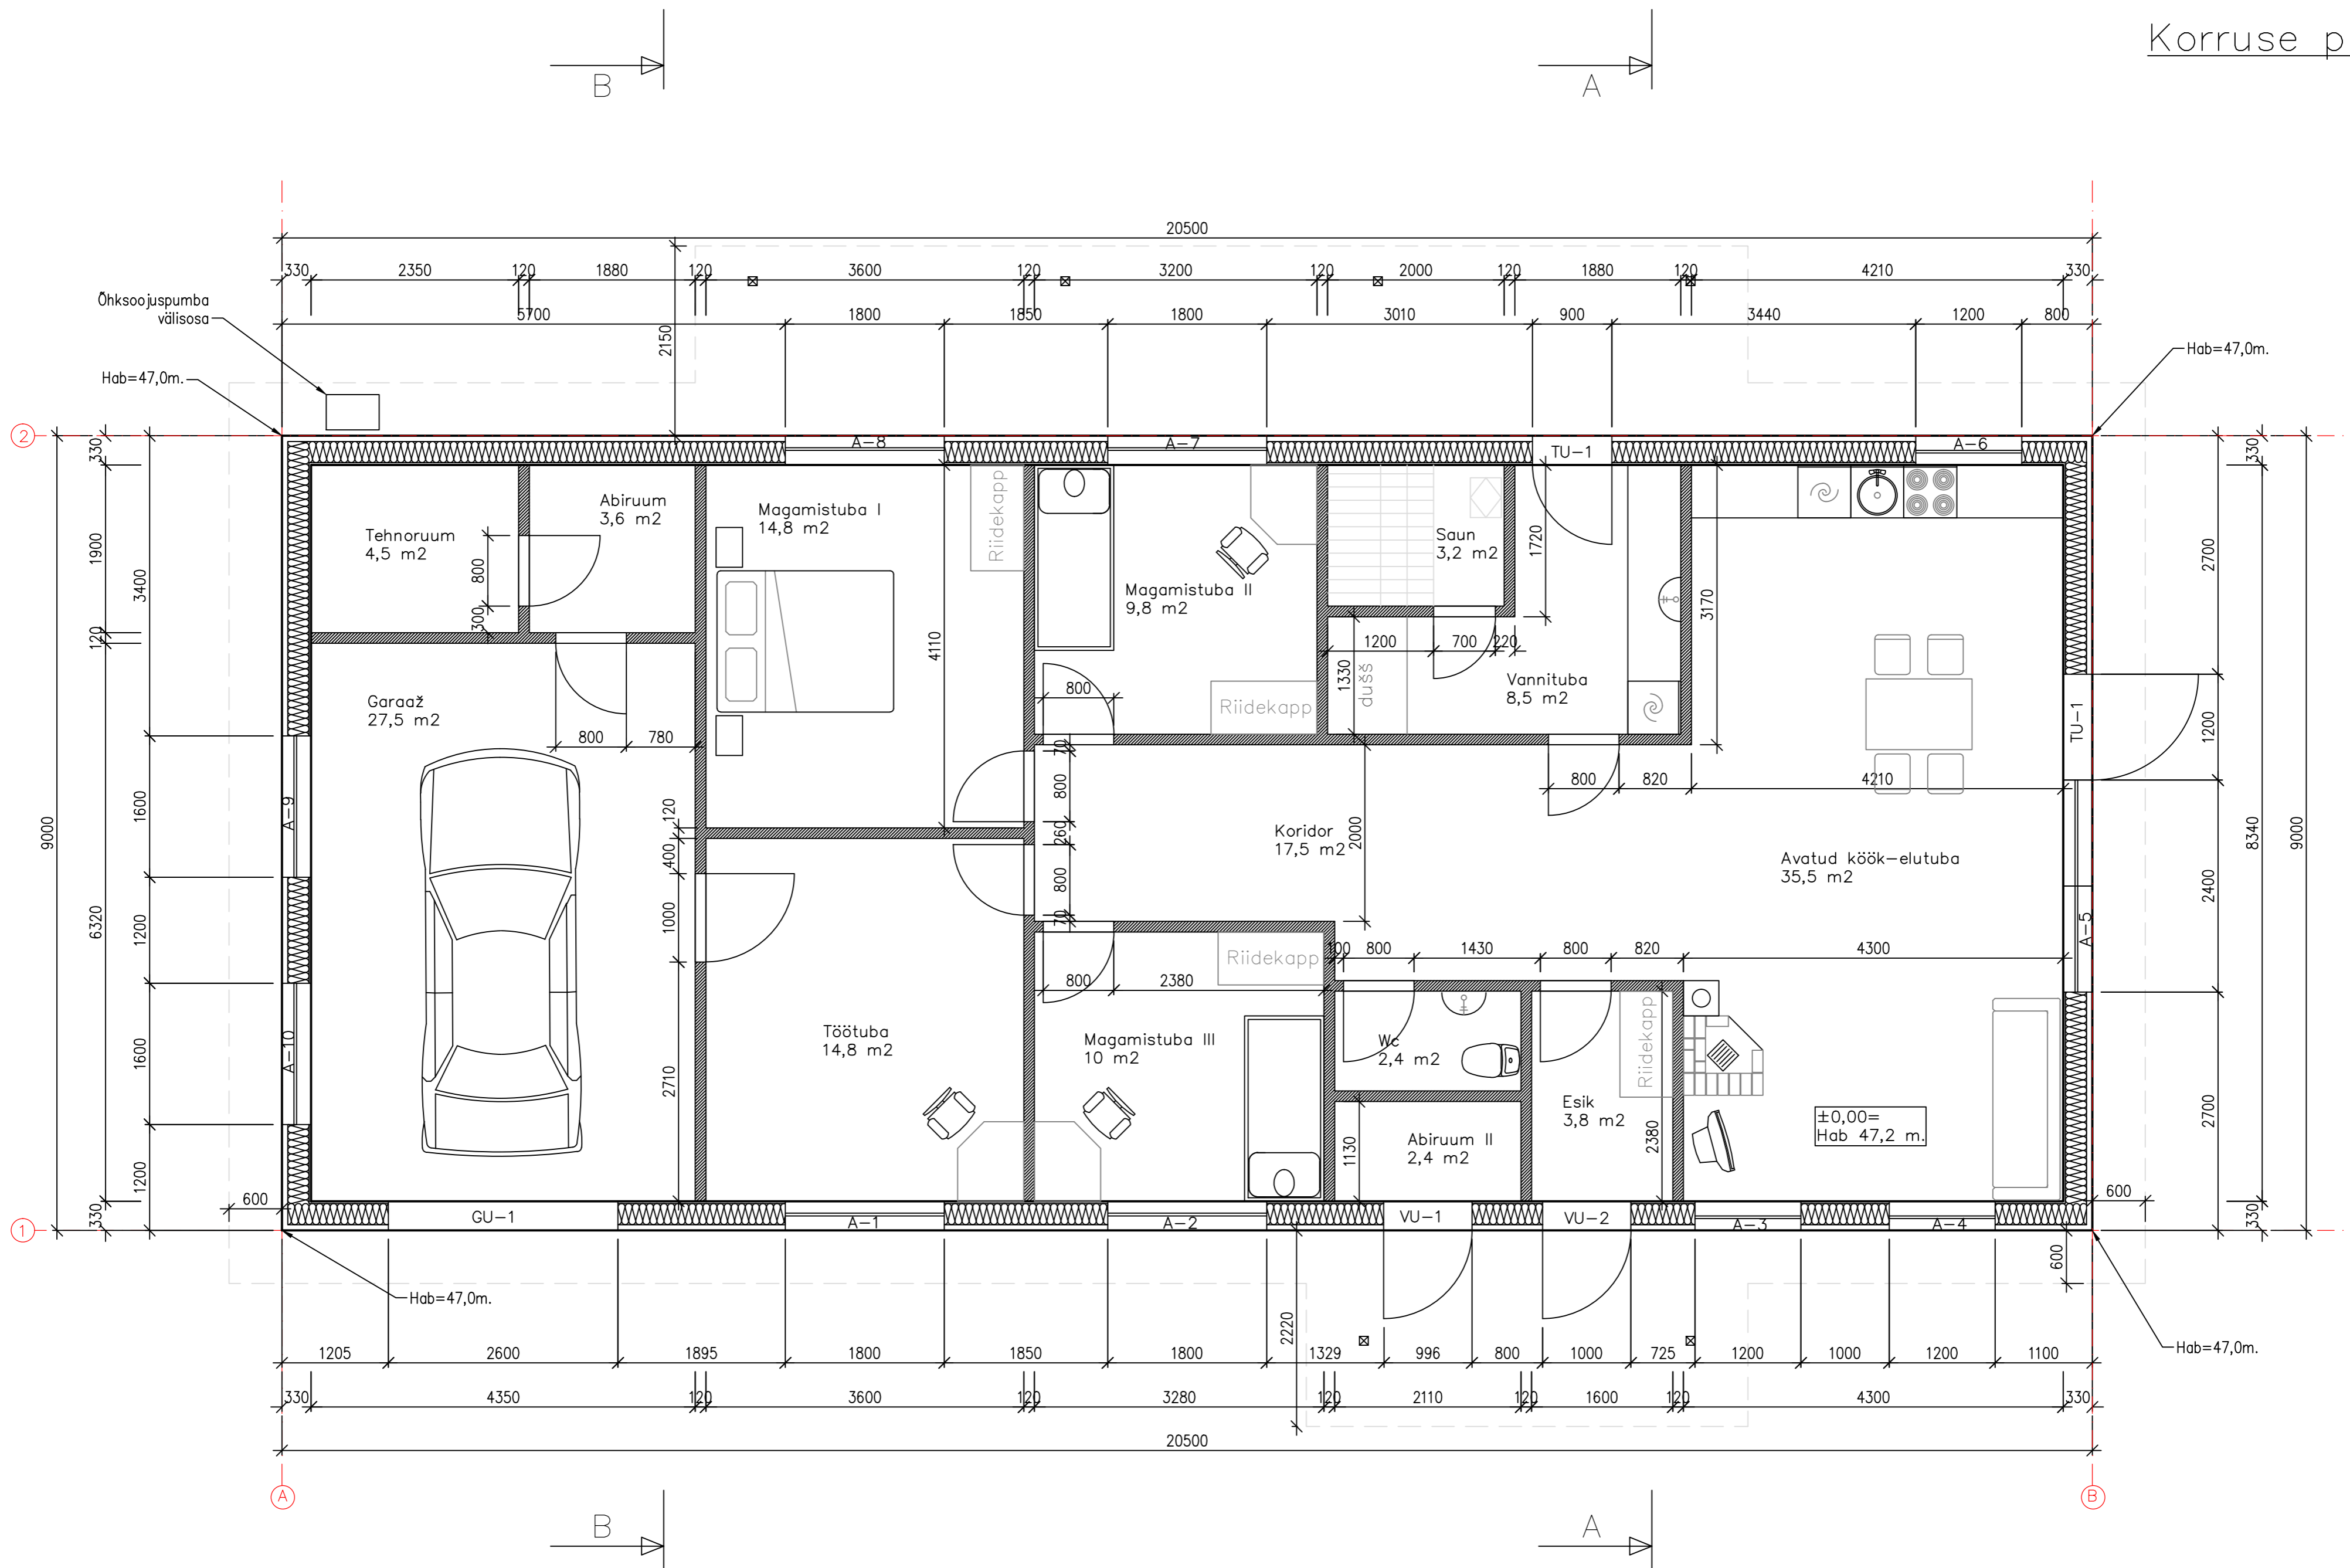 Korruse p
B
A
20500
330
2350
120
1880
120
3600
120
3200
120
2000
120
1880
120
4210
330
Õhksoojuspumba
välisosa
5700
1800
1850
1800
3010
900
3440
1200
800
2150
Hab=47,0m.
Hab=47,0m.
2
A-8
A-7
TU-1
A-6
330
330
1900
3400
120
1600
1200
1600
1200
6320
330
9000
Tehnoruum
4,5 m2
800
300
Abiruum
3,6 m2
Magamistuba I
14,8 m2
Riidekapp
4110
Magamistuba II
9,8 m2
Riidekapp
800
Saun
3,2 m2
1720
1200
700
220
1330
dušš
Vannituba
8,5 m2
3170
2700
1200
2400
2700
8340
9000
TU-1
Garaaž
27,5 m2
800
780
A-9
A-10
120
400
1000
2710
70
800
260
800
70
Koridor
17,5 m2
2000
800
820
4210
Avatud köök-elutuba
35,5 m2
A-5
100
800
1430
800
820
4300
Riidekapp
800
2380
Töötuba
14,8 m2
Magamistuba III
10 m2
Wc
2,4 m2
Riidekapp
Esik
3,8 m2
2380
1130
Abiruum II
2,4 m2
±0,00=
Hab 47,2 m.
600
600
330
600
1
GU-1
A-1
A-2
VU-1
VU-2
A-3
A-4
Hab=47,0m.
2220
Hab=47,0m.
1205
2600
1895
1800
1850
1800
1329
996
800
1000
725
1200
1000
1200
1100
330
4350
120
3600
120
3280
120
2110
120
1600
120
4300
330
20500
A
B
B
A